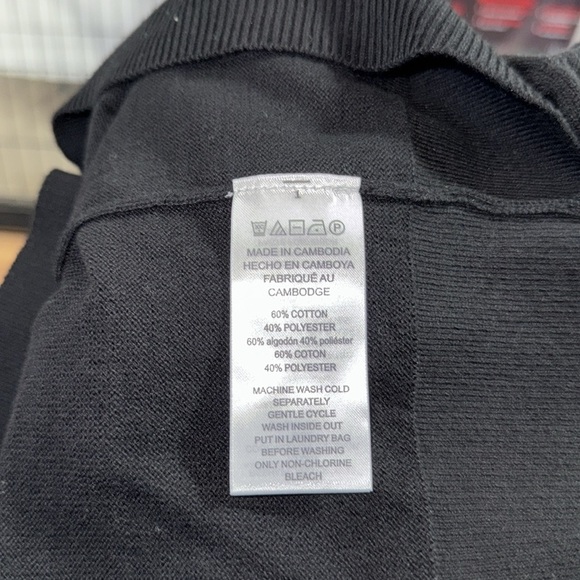 MADE IN CAMBODIA
HECHO EN CAMBOYA
FABRIQUÉ AU
CAMBODGE
60% COTTON
40% POLYESTER
60% algodón 40% poliéster
60% COTON
40% POLYESTER
MACHINE WASH COLD
SEPARATELY
GENTLE CYCLE
WASH INSIDE OUT
PUT IN LAUNDRY BAG
BEFORE WASHING
ONLY NON-CHLORINE
BLEACH